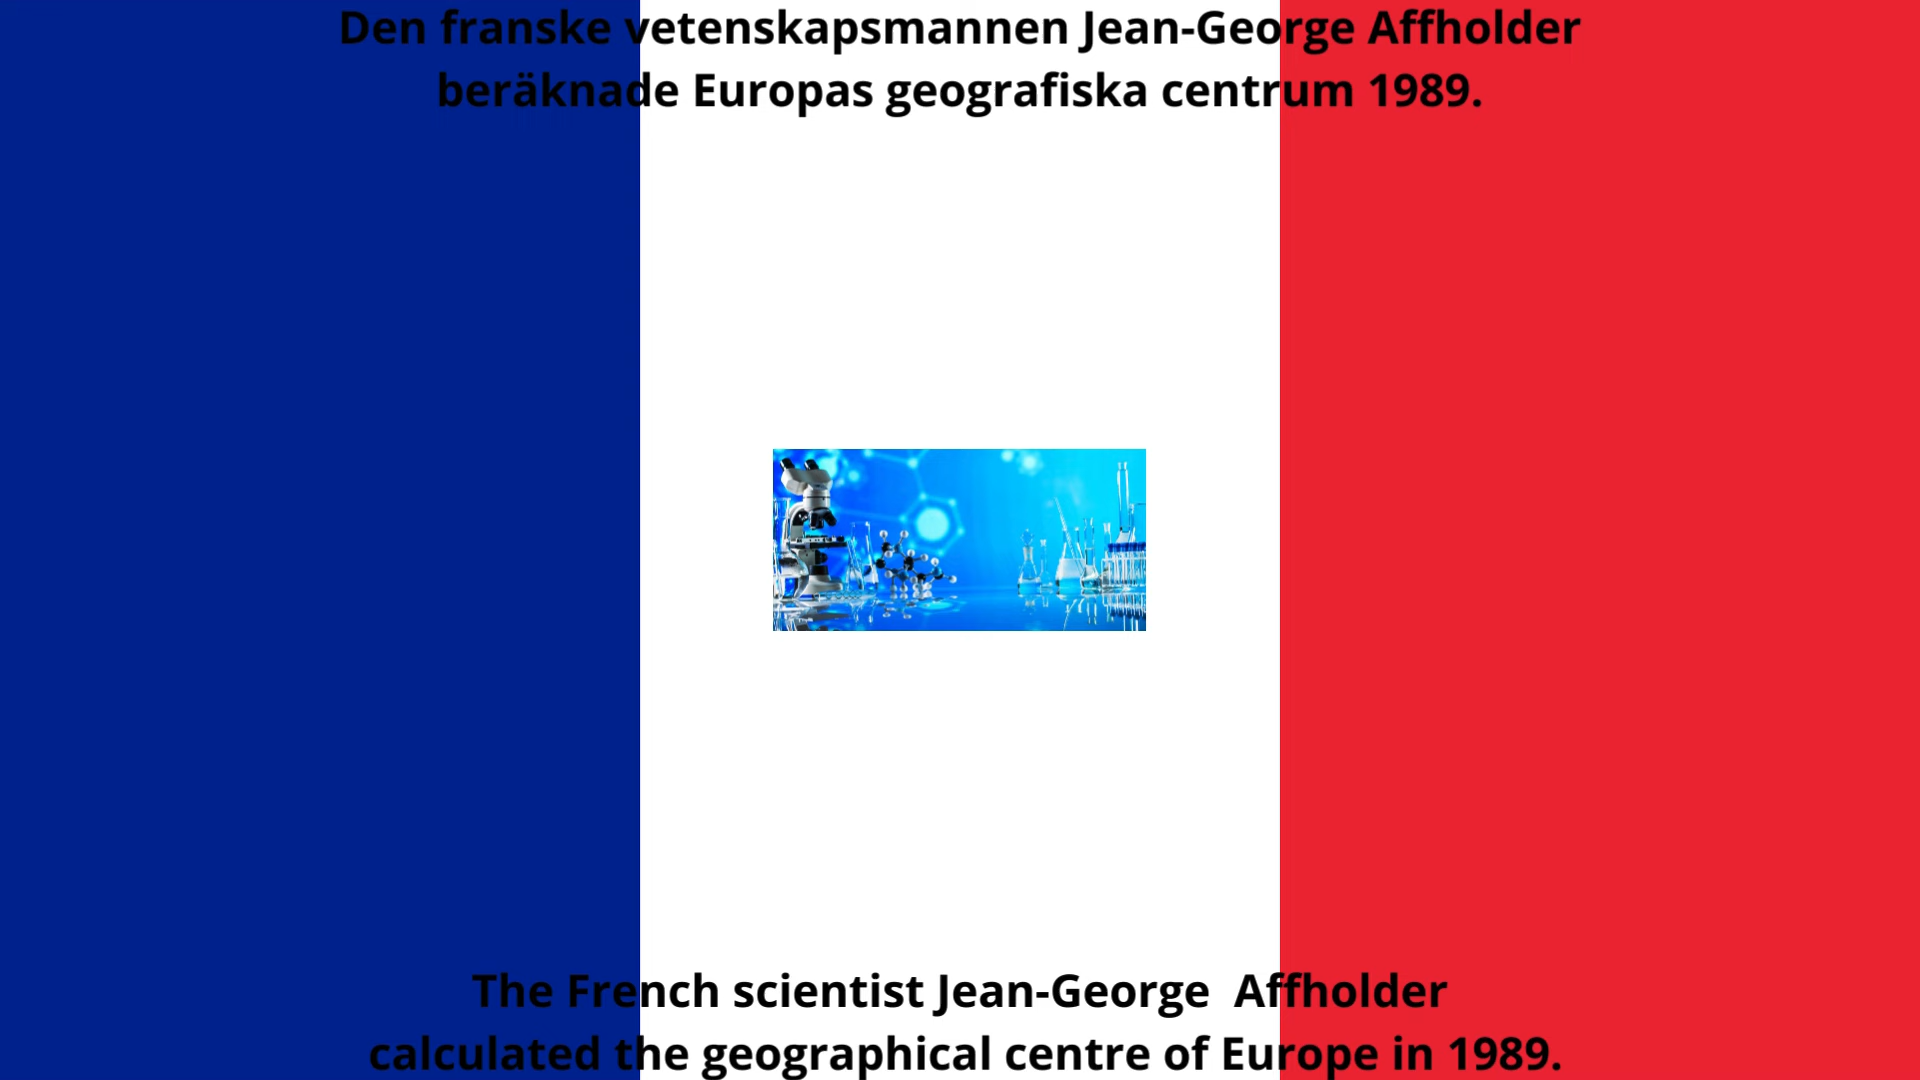 Den franske vetenskapsmannen Jean-George Affholder
beräknade Europas geografiska centrum 1989.
The French scientist Jean-George  Affholder
calculated the geographical centre of Europe in 1989.